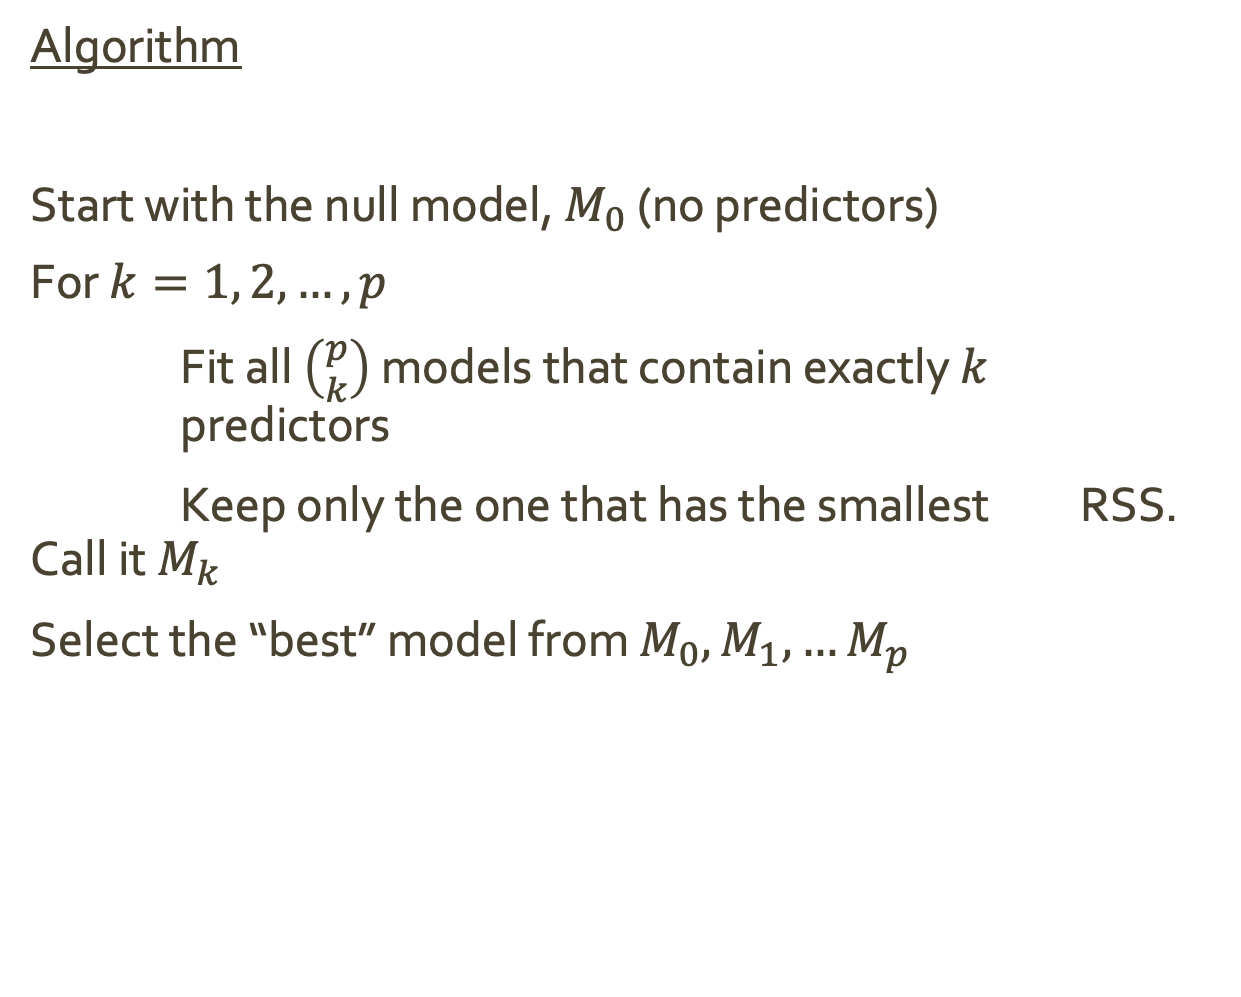 Algorithm
Start with the null model, M₀ (no predictors)
For k = 1, 2, … , p
Fit all (p k) models that contain exactly k
predictors
Keep only the one that has the smallest RSS.
Call it Mₖ
Select the “best” model from M₀, M₁, … Mₚ